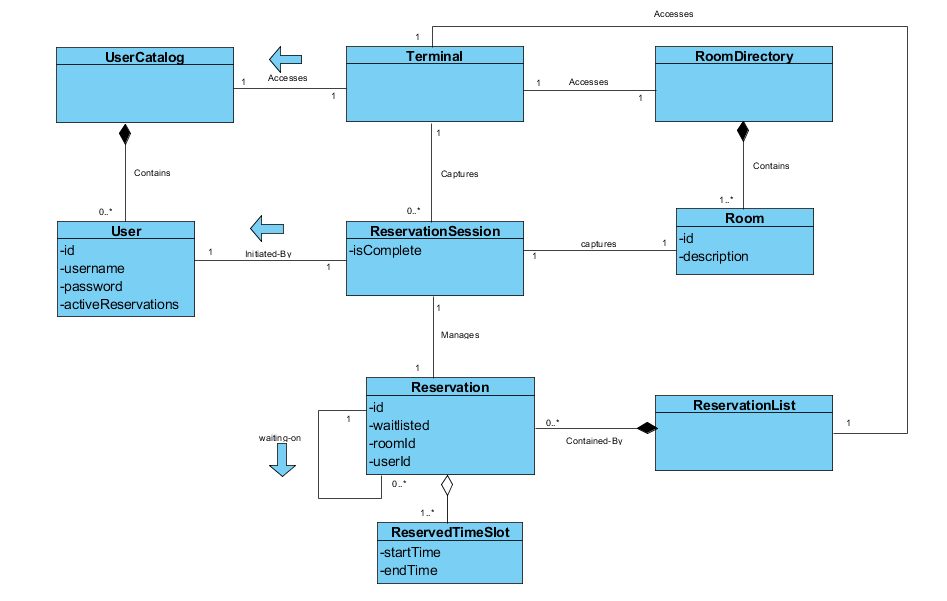 Accesses
1
UserCatalog
Terminal
RoomDirectory
1
Accesses
1
1
Accesses
1
Contains
1
Captures
Contains
0..*
0..*
1..*
User
-id
-username
-password
-activeReservations
1
Initiated-By
1
ReservationSession
-isComplete
1
captures
1
Room
-id
-description
1
Manages
1
Reservation
-id
-waitlisted
-roomId
-userId
1
waiting-on
0..*
0..*
Contained-By
ReservationList
1
1..*
ReservedTimeSlot
-startTime
-endTime